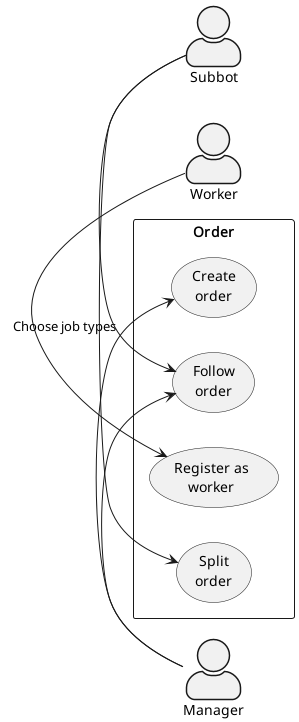 Subbot
Worker
Order
Create
order
Choose job types
Follow
order
Register as
worker
Split
order
Manager